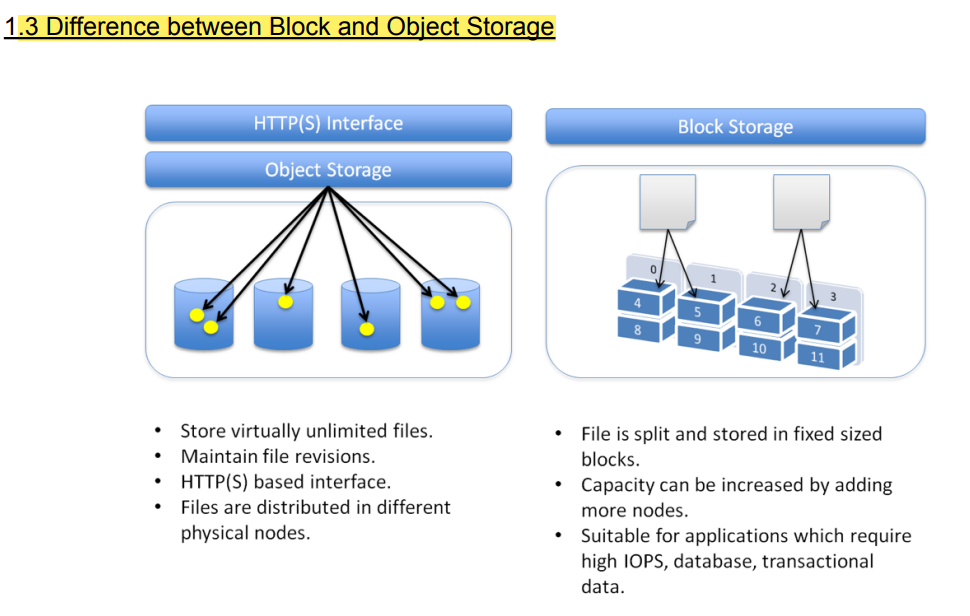 1.3 Difference between Block and Object Storage
HTTP(S) Interface
Object Storage
• Store virtually unlimited files.
• Maintain file revisions.
• HTTP(S) based interface.
• Files are distributed in different
physical nodes.
Block Storage
0
1
2
3
4
5
6
7
8
9
10
11
• File is split and stored in fixed sized
blocks.
• Capacity can be increased by adding
more nodes.
• Suitable for applications which require
high IOPS, database, transactional
data.